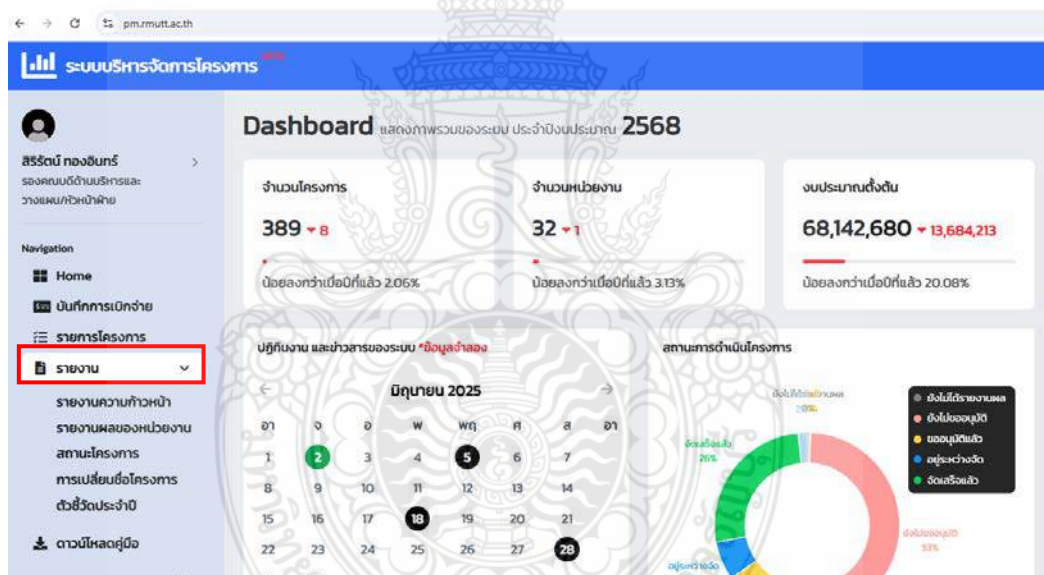 pm.rmutt.ac.th
ระบบบริหารจัดการโครงการ
สิริรัตน์ ทองอินทร์
รองคณบดีด้านบริหารและ
วางแผน/หัวหน้าฝ่าย
Navigation
Home
บันทึกการเบิกจ่าย
รายการโครงการ
รายงาน
รายงานความก้าวหน้า
รายงานผลของหน่วยงาน
สถานะโครงการ
การเปลี่ยนชื่อโครงการ
ตัวชี้วัดประจำปี
ดาวน์โหลดคู่มือ
Dashboard แสดงภาพรวมของระบบ ประจำปีงบประมาณ 2568
จำนวนโครงการ
389 8
น้อยลงกว่าเมื่อปีที่แล้ว 2.06%
จำนวนหน่วยงาน
32 1
น้อยลงกว่าเมื่อปีที่แล้ว 3.13%
งบประมาณตั้งต้น
68,142,680 13,684,213
น้อยลงกว่าเมื่อปีที่แล้ว 20.08%
ปฏิทินงาน และข่าวสารของระบบ *ข้อมูลจำลอง
มิถุนายน 2025
อา จ อ พ พฤ ศ ส อา
1 2 3 4 5 6 7
8 9 10 11 12 13 14
15 16 17 18 19 20 21
22 23 24 25 26 27 28
สถานะการดำเนินโครงการ
จัดเสร็จแล้ว
26%
อยู่ระหว่างจัด
ยังไม่ขออนุมัติ
53%
ยังไม่ได้รายงานผล
ยังไม่ขออนุมัติ
ขออนุมัติแล้ว
อยู่ระหว่างจัด
จัดเสร็จแล้ว